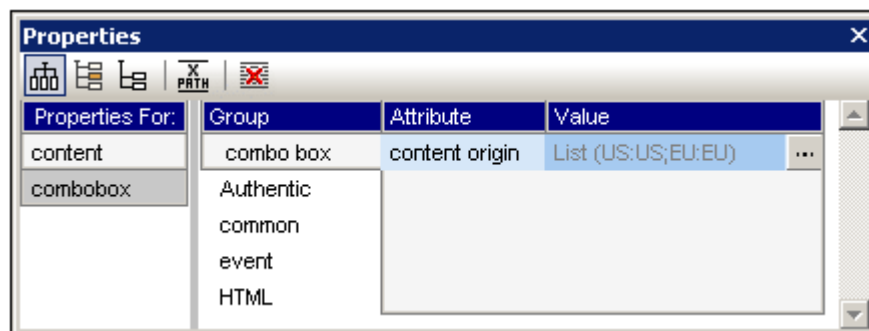 Properties
X
PATH
Properties For: Group Attribute Value
content combo box content origin List (US:US;EU:EU) ...
combobox Authentic
common
event
HTML